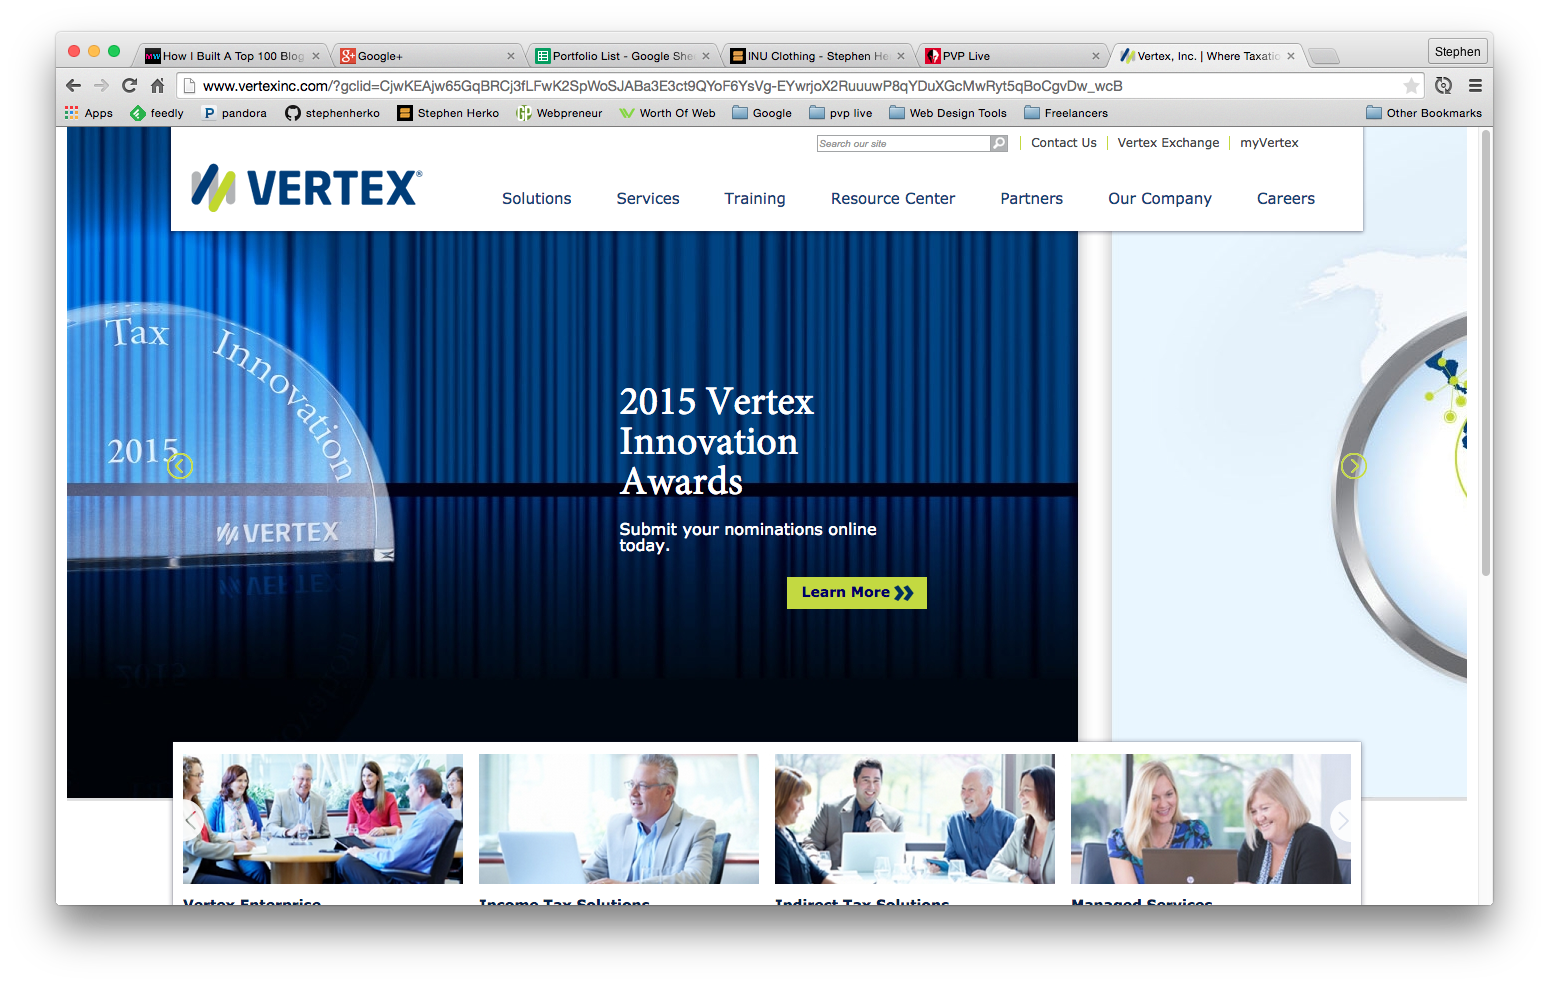 How I Built A Top 100 Blog
Google+
Portfolio List - Google She
INU Clothing - Stephen He
PVP Live
Vertex, Inc. | Where Taxatio
Stephen
www.vertexinc.com/?gclid=CjwKEAjw65GqBRCj3fLFwK2SpWoSJABa3E3ct9QYoF6YsVg-EYwrjoX2RuuuwP8qYDuXGcMwRyt5qBoCgvDw_wcB
Apps
feedly
pandora
stephenherko
Stephen Herko
Webpreneur
Worth Of Web
Google
pvp live
Web Design Tools
Freelancers
Other Bookmarks
Search our site
Contact Us
Vertex Exchange
myVertex
VERTEX®
Solutions
Services
Training
Resource Center
Partners
Our Company
Careers
Tax Innovation
2015
VERTEX
2015 Vertex
Innovation
Awards
Submit your nominations online
today.
Learn More
Vertex Enterprise
Income Tax Solutions
Indirect Tax Solutions
Managed Services